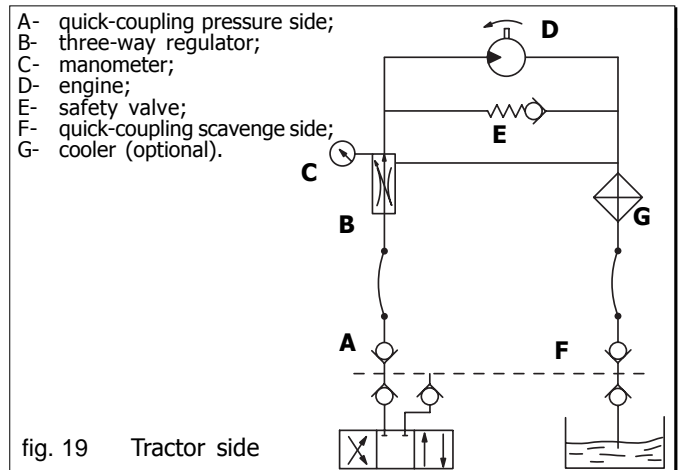 A- quick-coupling pressure side;
B- three-way regulator;
C- manometer;
D- engine;
E- safety valve;
F- quick-coupling scavenge side;
G- cooler (optional).
D
E
C
B
G
A
F
fig. 19 Tractor side